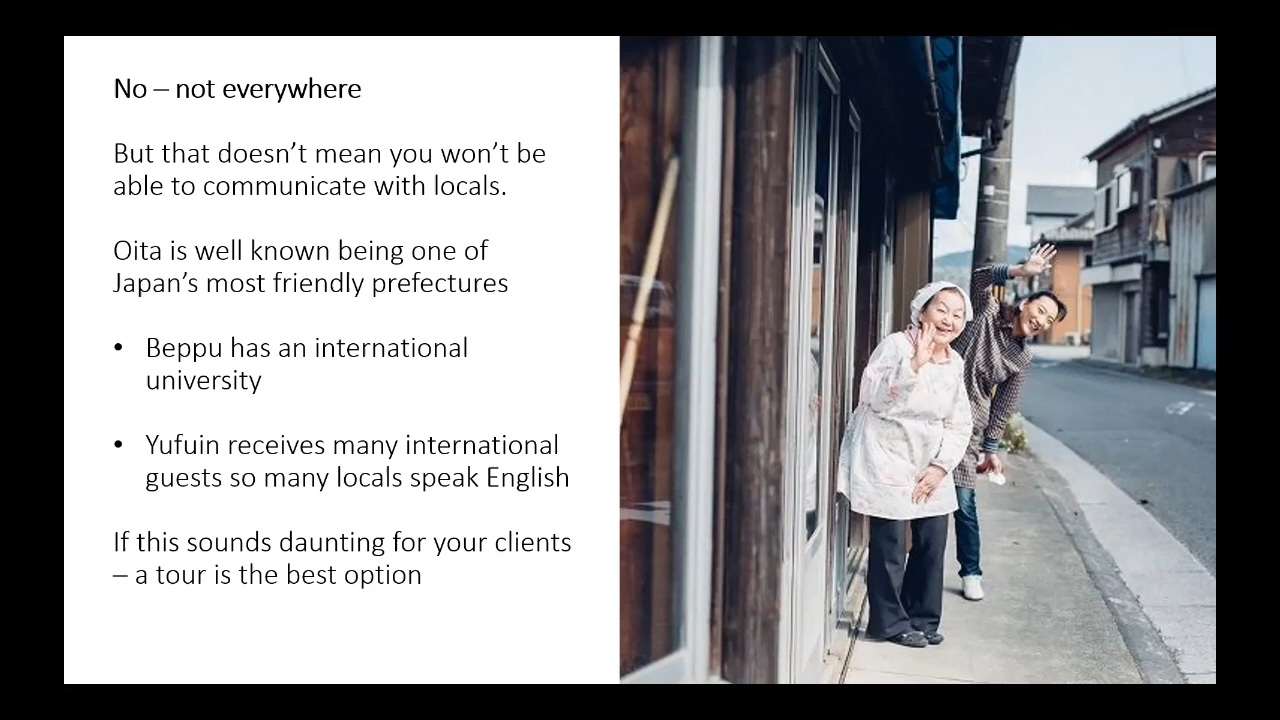 No – not everywhere
But that doesn’t mean you won’t be
able to communicate with locals.
Oita is well known being one of
Japan’s most friendly prefectures
• Beppu has an international
university
• Yufuin receives many international
guests so many locals speak English
If this sounds daunting for your clients
– a tour is the best option